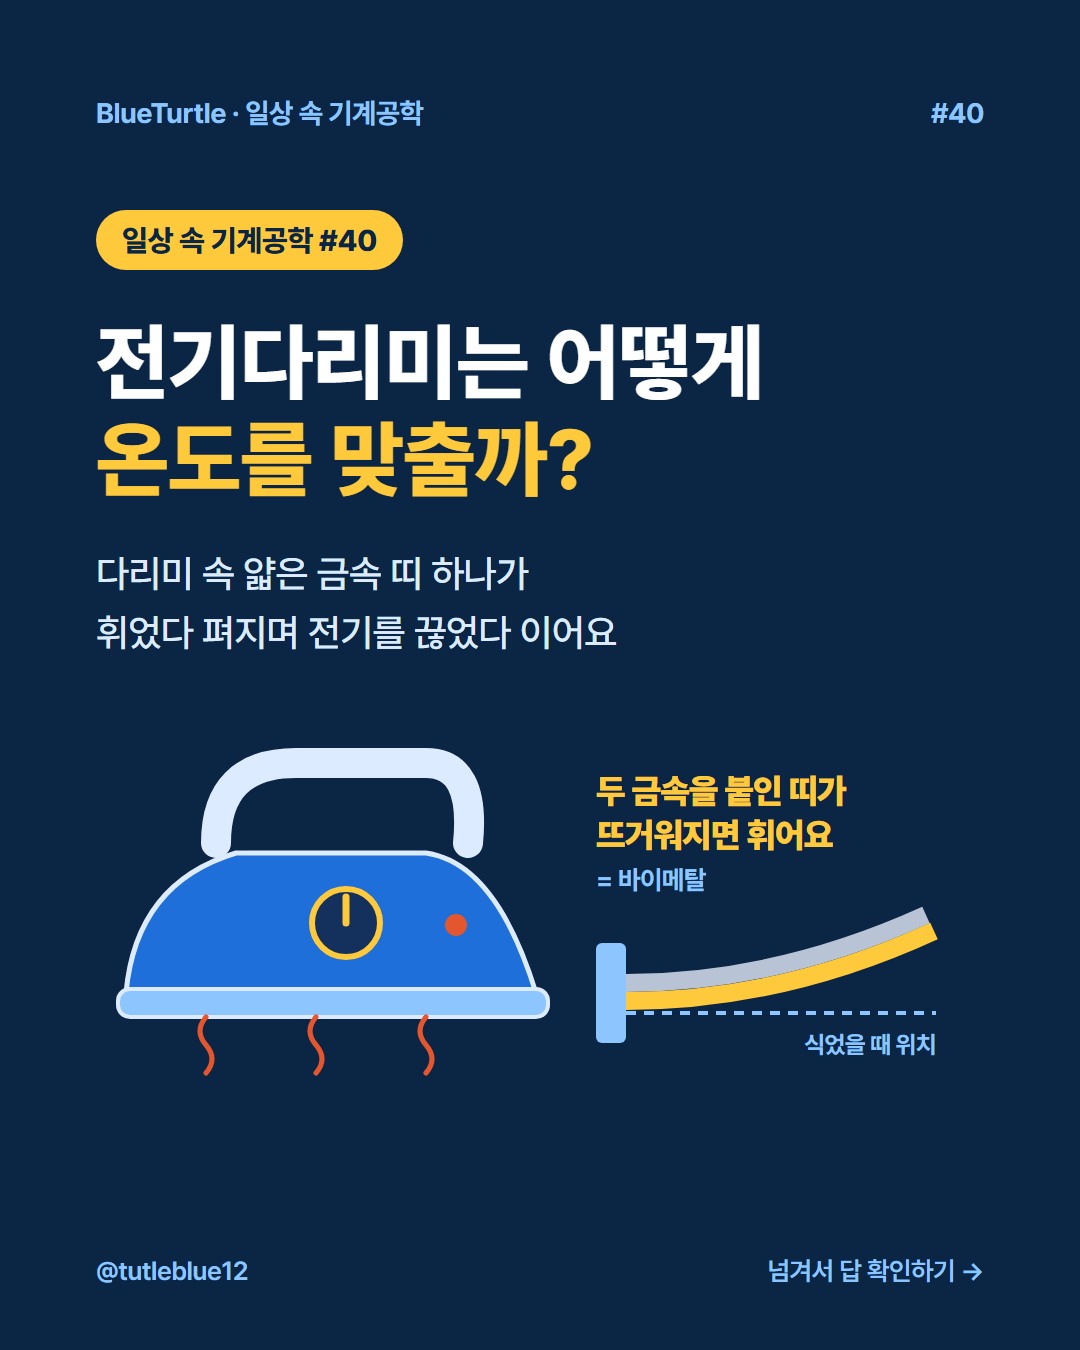 BlueTurtle · 일상 속 기계공학
#40
일상 속 기계공학 #40
전기다리미는 어떻게
온도를 맞출까?
다리미 속 얇은 금속 띠 하나가
휘었다 펴지며 전기를 끊었다 이어요
두 금속을 붙인 띠가
뜨거워지면 휘어요
= 바이메탈
식었을 때 위치
@tutleblue12
넘겨서 답 확인하기 →